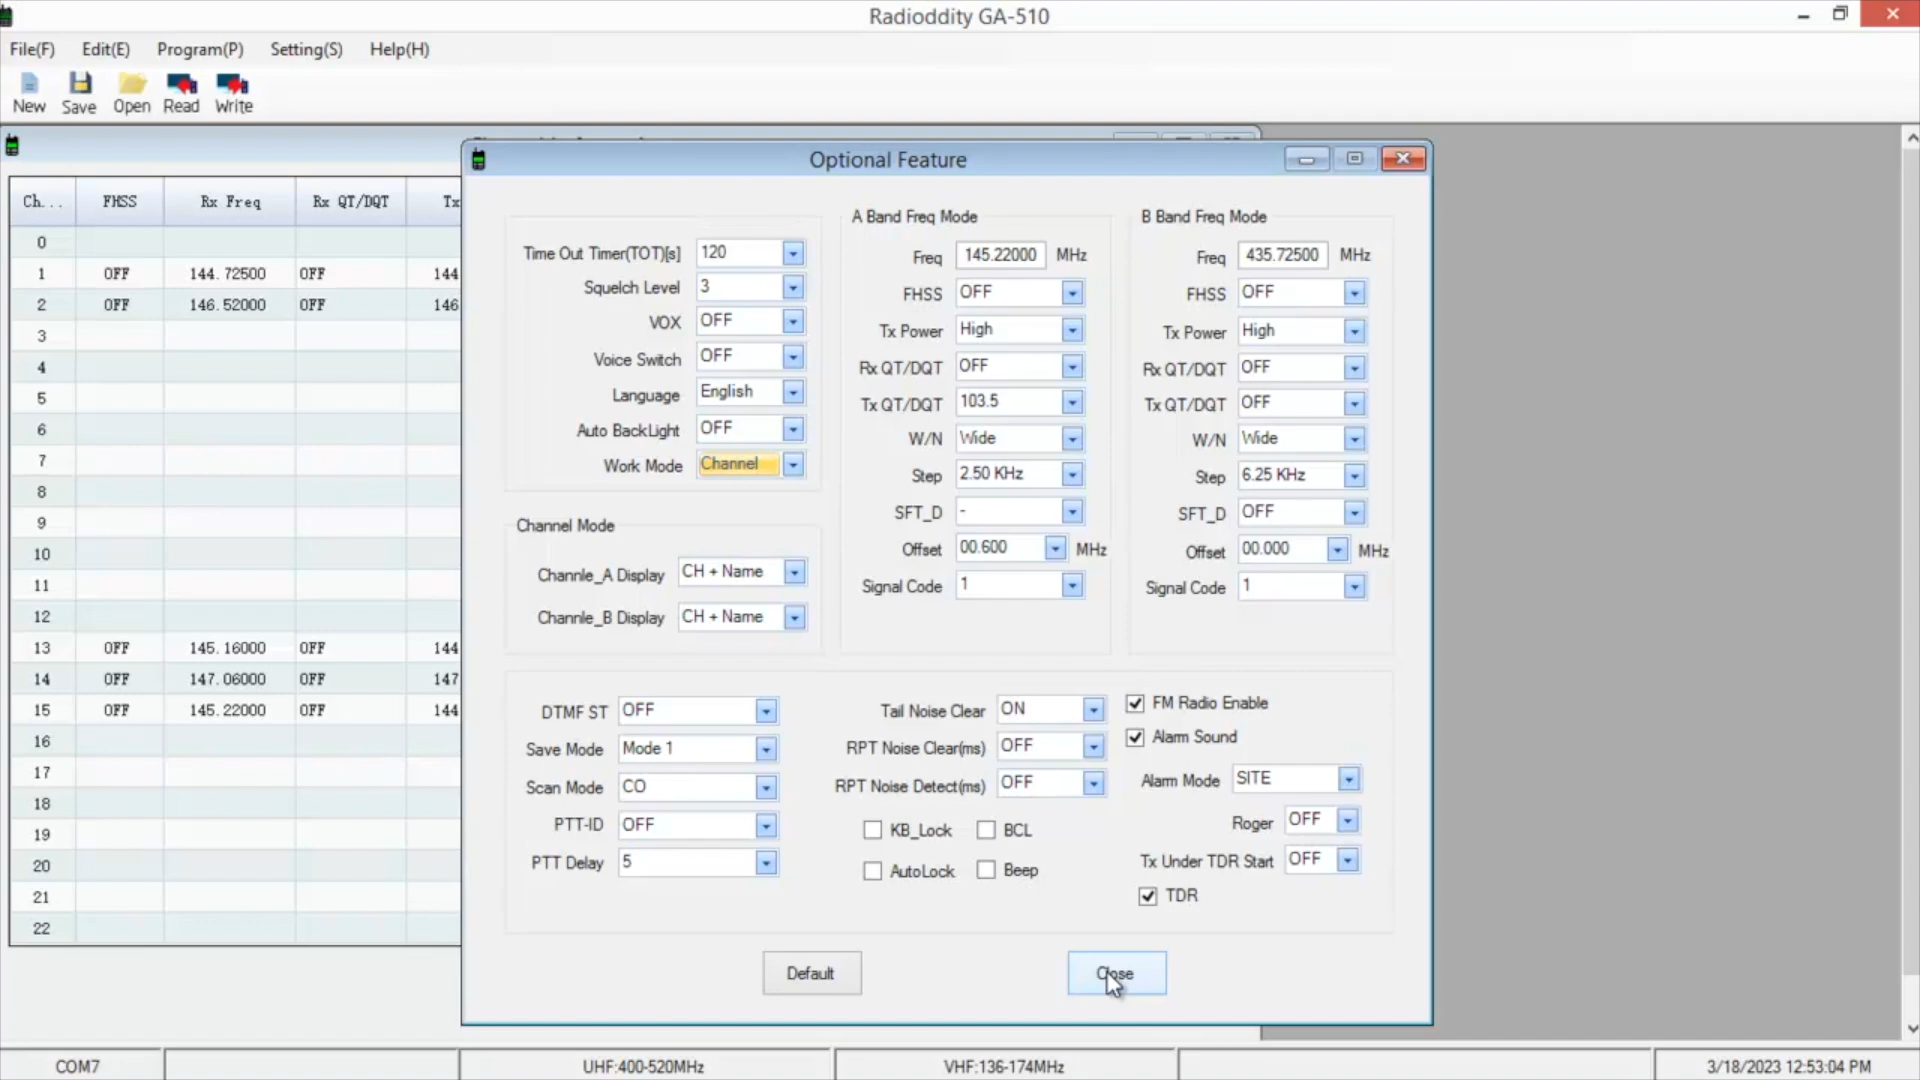 Radioddity GA-510
File(F) Edit(E) Program(P) Setting(S) Help(H)
New Save Open Read Write
Optional Feature
Ch... FHSS Rx Freq Rx QT/DQT Tx
0
1 OFF 144.72500 OFF 144
2 OFF 146.52000 OFF 146
3
4
5
6
7
8
9
10
11
12
13 OFF 145.16000 OFF 144
14 OFF 147.06000 OFF 147
15 OFF 145.22000 OFF 144
16
17
18
19
20
21
22
Time Out Timer(TOT)[s] 120
Squelch Level 3
VOX OFF
Voice Switch OFF
Language English
Auto BackLight OFF
Work Mode Channel
Channel Mode
Channle_A Display CH + Name
Channle_B Display CH + Name
A Band Freq Mode
Freq 145.22000 MHz
FHSS OFF
Tx Power High
Rx QT/DQT OFF
Tx QT/DQT 103.5
W/N Wide
Step 2.50 KHz
SFT_D -
Offset 00.600 MHz
Signal Code 1
B Band Freq Mode
Freq 435.72500 MHz
FHSS OFF
Tx Power High
Rx QT/DQT OFF
Tx QT/DQT OFF
W/N Wide
Step 6.25 KHz
SFT_D OFF
Offset 00.000 MHz
Signal Code 1
DTMF ST OFF
Save Mode Mode 1
Scan Mode CO
PTT-ID OFF
PTT Delay 5
Tail Noise Clear ON
RPT Noise Clear(ms) OFF
RPT Noise Detect(ms) OFF
KB_Lock BCL
AutoLock Beep
FM Radio Enable
Alarm Sound
Alarm Mode SITE
Roger OFF
Tx Under TDR Start OFF
TDR
Default Close
COM7 UHF:400-520MHz VHF:136-174MHz 3/18/2023 12:53:04 PM